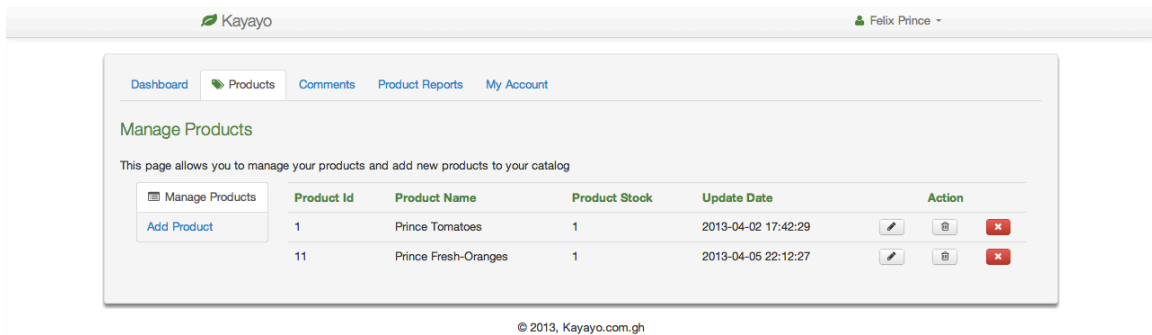 Kayayo Felix Prince
Dashboard Products Comments Product Reports My Account
Manage Products
This page allows you to manage your products and add new products to your catalog
Manage Products
Add Product
Product Id Product Name Product Stock Update Date Action
1 Prince Tomatoes 1 2013-04-02 17:42:29
11 Prince Fresh-Oranges 1 2013-04-05 22:12:27
© 2013, Kayayo.com.gh